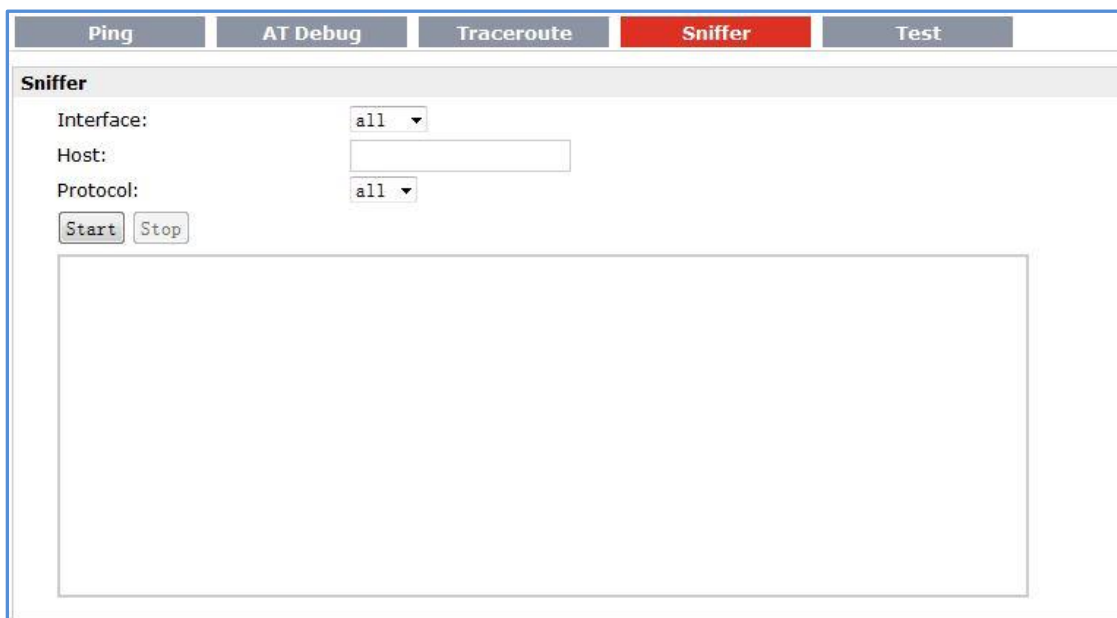 Ping AT Debug Traceroute Sniffer Test
Sniffer
Interface: all
Host:
Protocol: all
Start Stop